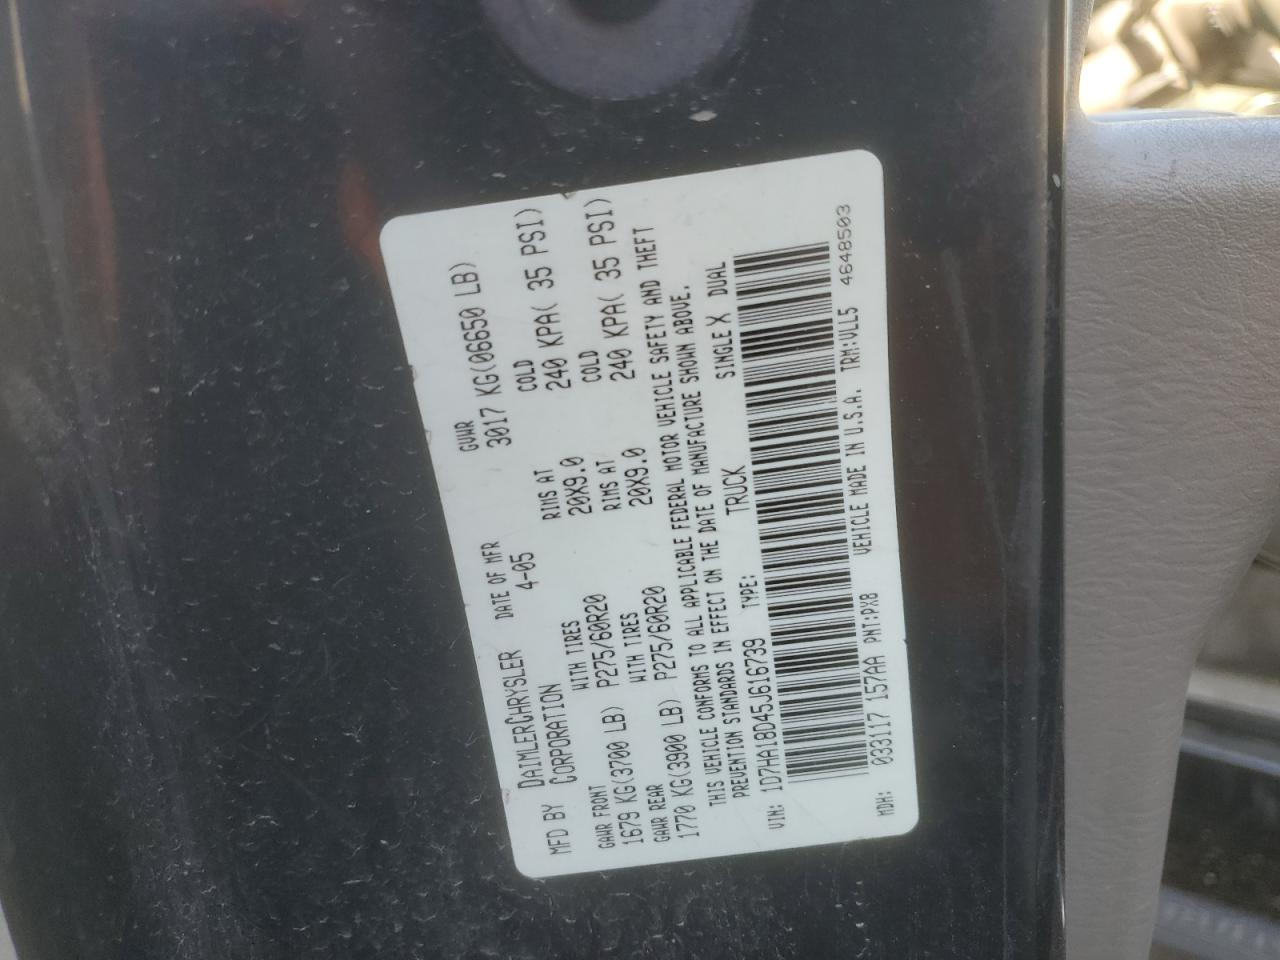 MFD BY DAIMLERCHRYSLER CORPORATION DATE OF MFR 4-05 GVWR 3017 KG(06650 LB)
GAWR FRONT WITH TIRES RIMS AT COLD
1679 KG(3700 LB) P275/60R20 20X9.0 240 KPA( 35 PSI)
GAWR REAR WITH TIRES RIMS AT COLD
1770 KG(3900 LB) P275/60R20 20X9.0 240 KPA( 35 PSI)
THIS VEHICLE CONFORMS TO ALL APPLICABLE FEDERAL MOTOR VEHICLE SAFETY AND THEFT
PREVENTION STANDARDS IN EFFECT ON THE DATE OF MANUFACTURE SHOWN ABOVE.
VIN: 1D7HA18D45J616739 TYPE: TRUCK SINGLE X DUAL
MDH: 033117 157AA PNT:PX8 VEHICLE MADE IN U.S.A. TRM:VLL5 4648503